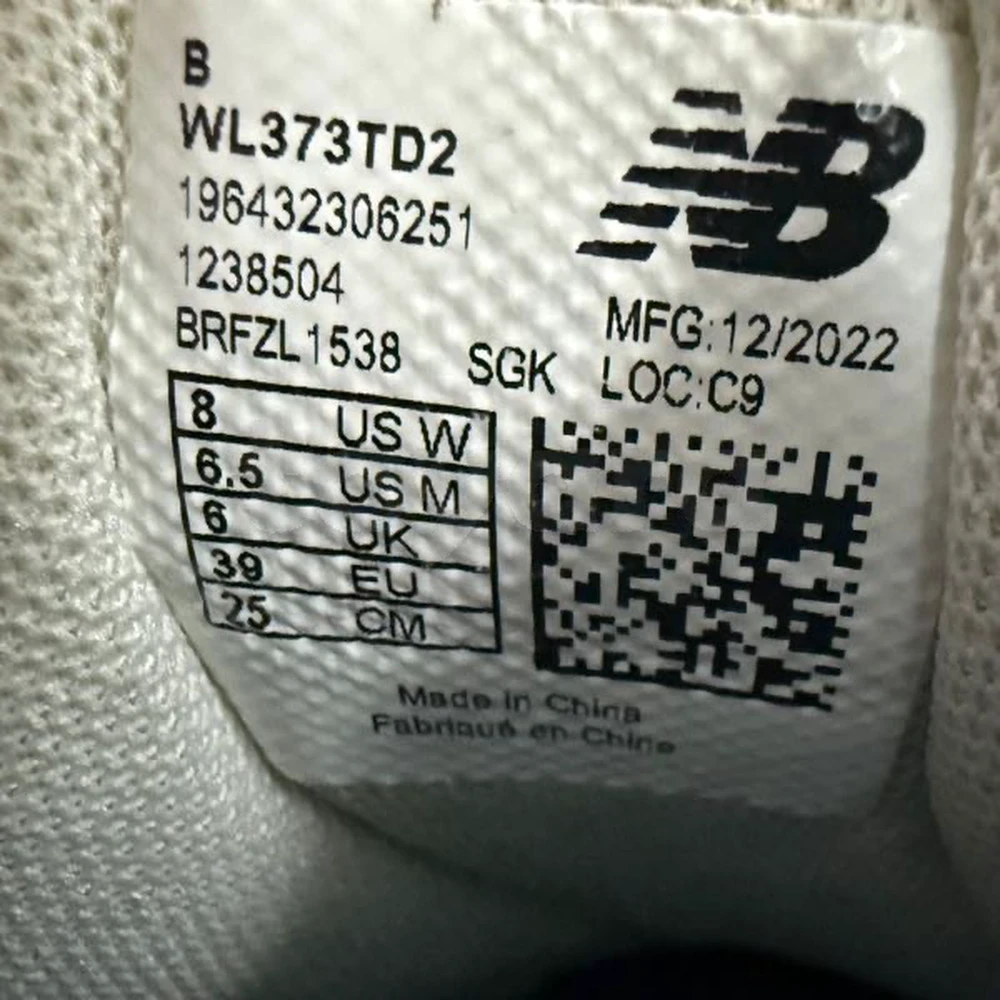 B
WL373TD2
196432306251
1238504
BRFZL1538 SGK
NB
MFG:12/2022
LOC:C9
8 US W
6.5 US M
6 UK
39 EU
25 CM
Made in China
Fabriqué en Chine